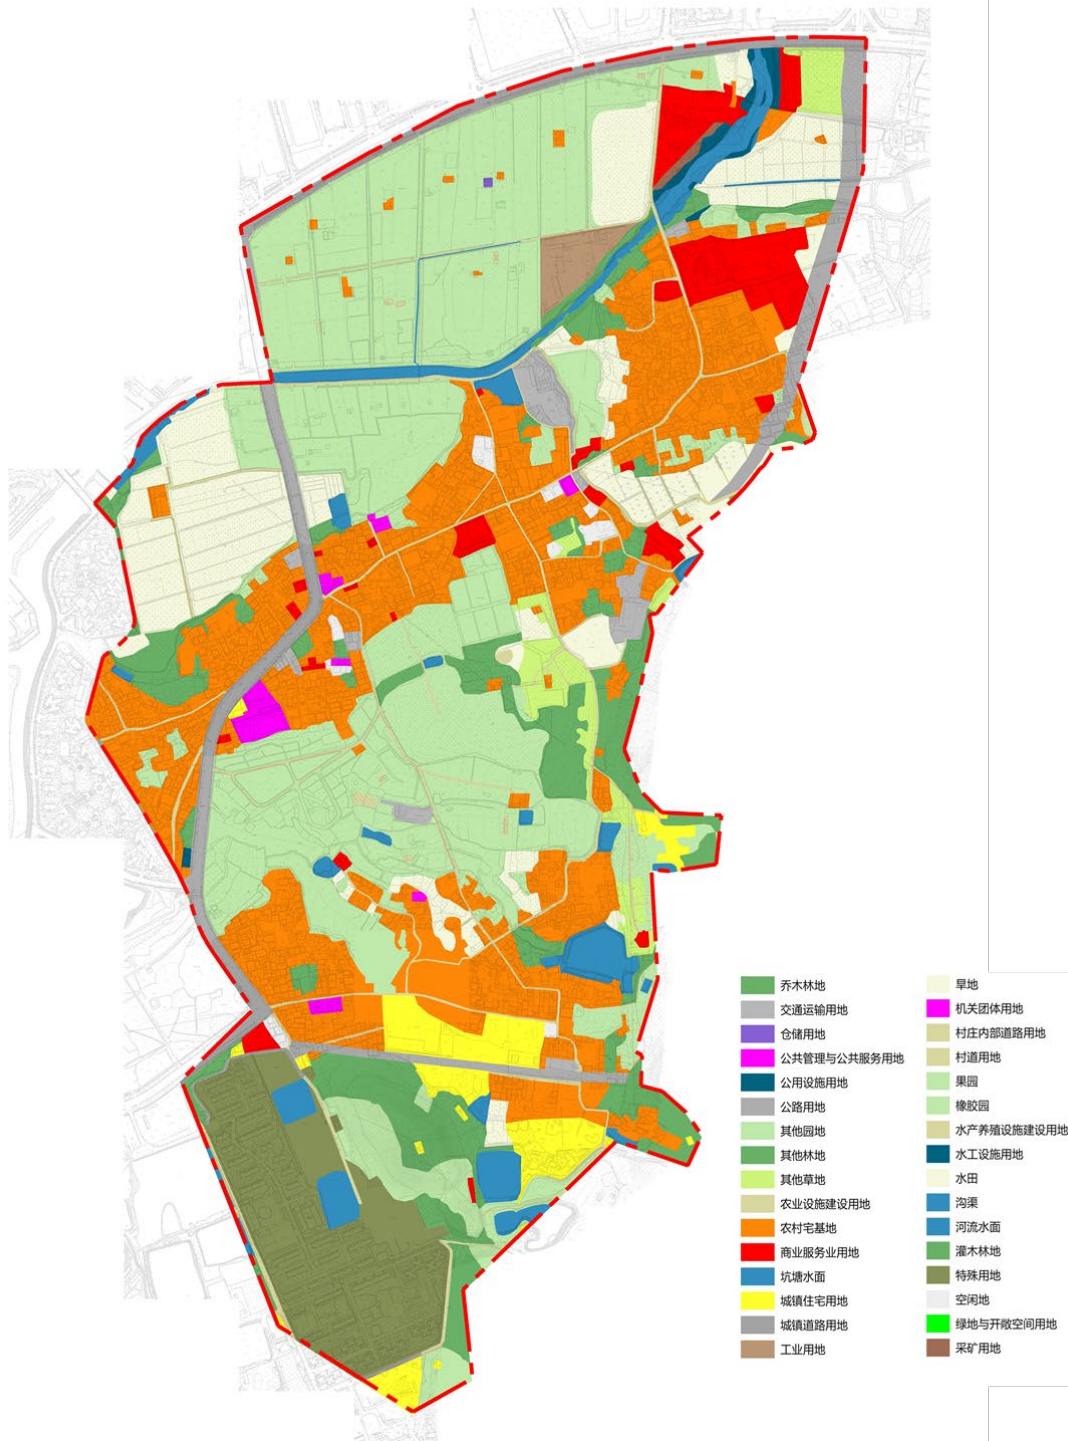 乔木林地
交通运输用地
仓储用地
公共管理与公共服务用地
公用设施用地
公路用地
其他园地
其他林地
其他草地
农业设施建设用地
农村宅基地
商业服务业用地
坑塘水面
城镇住宅用地
城镇道路用地
工业用地
旱地
机关团体用地
村庄内部道路用地
村道用地
果园
橡胶园
水产养殖设施建设用地
水工设施用地
水田
沟渠
河流水面
灌木林地
特殊用地
空闲地
绿地与开敞空间用地
采矿用地